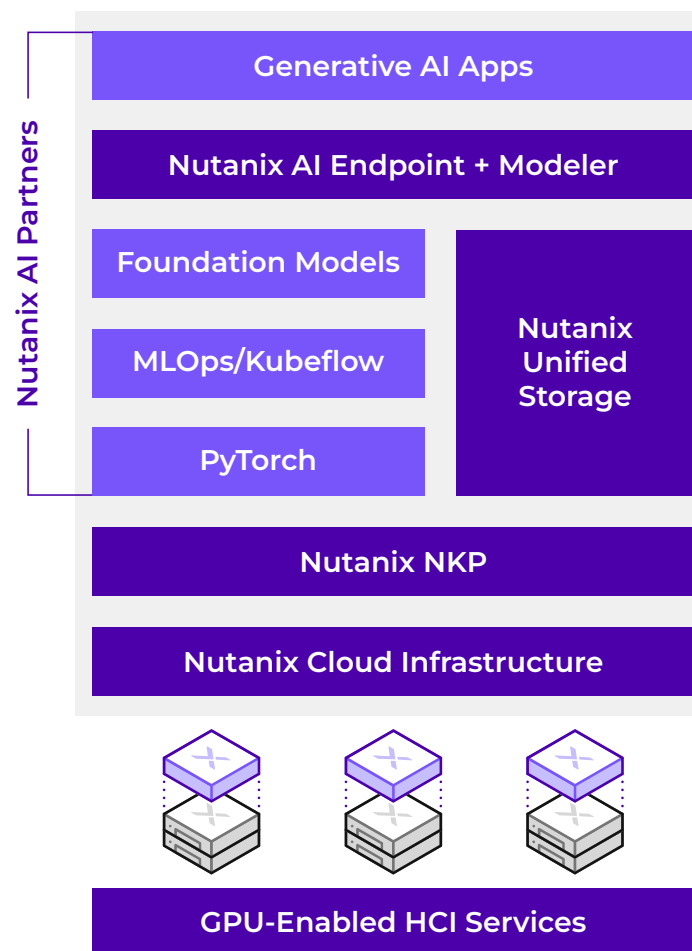 Generative AI Apps
Nutanix AI Partners
Nutanix AI Endpoint + Modeler
Foundation Models
MLOps/Kubeflow
PyTorch
Nutanix
Unified
Storage
Nutanix NKP
Nutanix Cloud Infrastructure
GPU-Enabled HCI Services